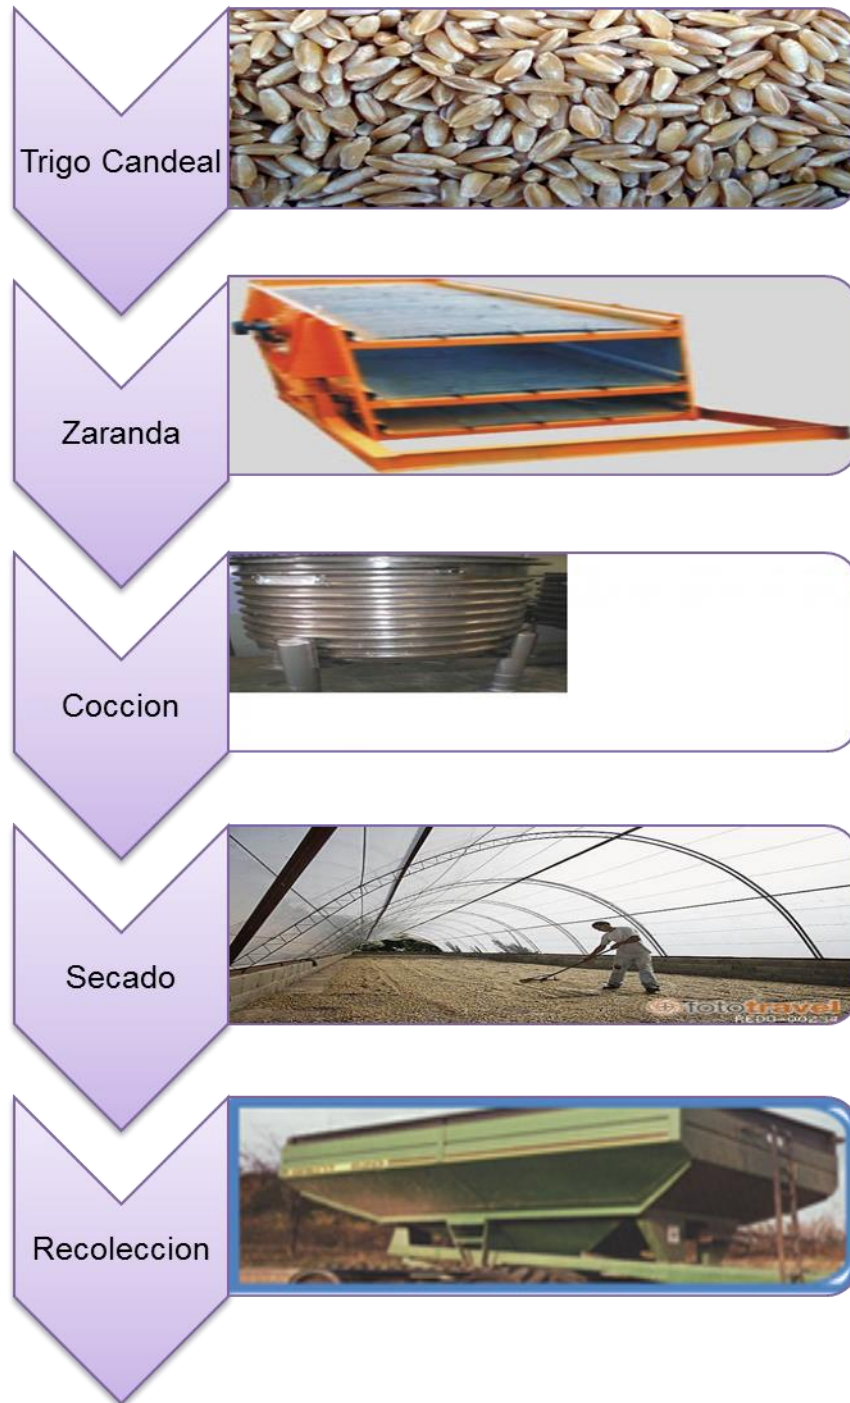 Trigo Candeal
Zaranda
Coccion
Secado
fototravel
Recoleccion